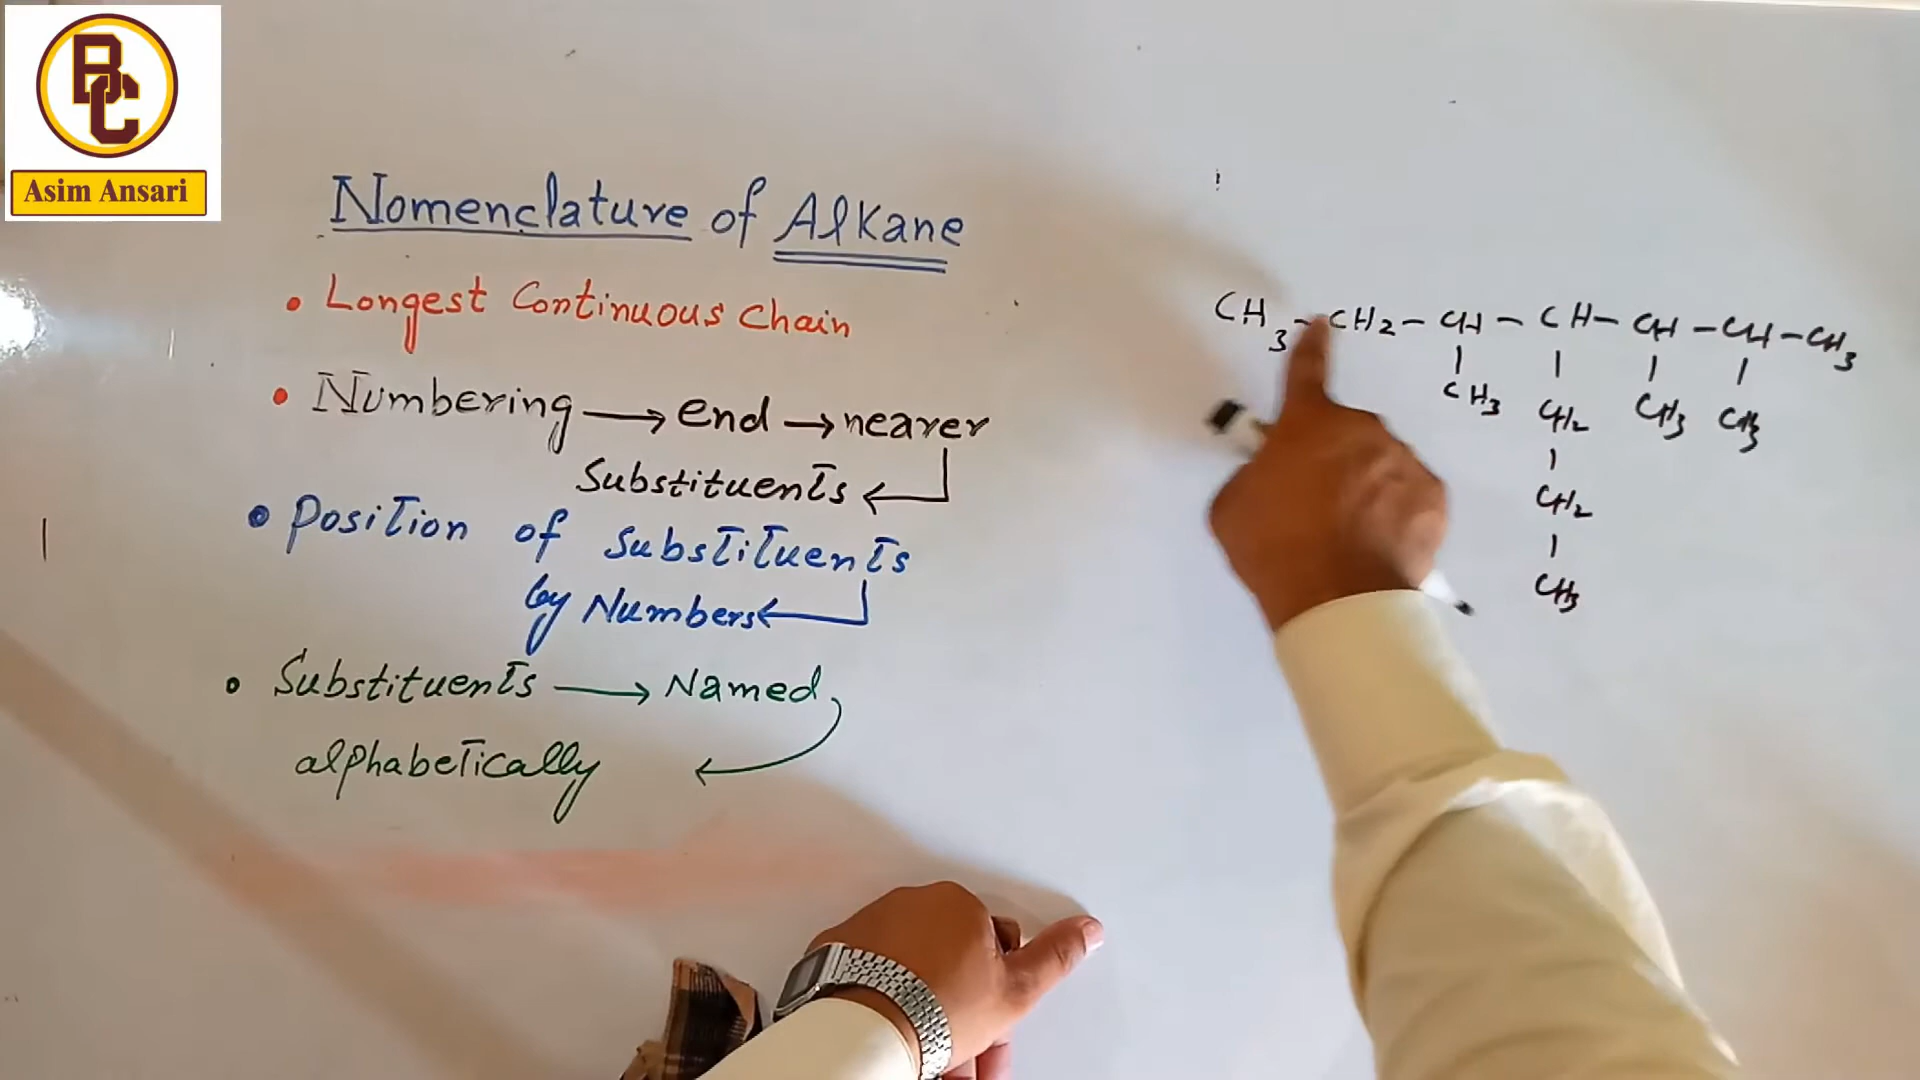 BC
Asim Ansari
Nomenclature of Alkane
• Longest Continuous Chain
• Numbering → end → nearer
Substituents ←
• Position of Substituents
by Numbers ←
• Substituents → Named
alphabetically ←
CH3 - CH2 - CH - CH - CH - CH - CH3
CH3 CH2 CH3 CH3
CH2
CH3